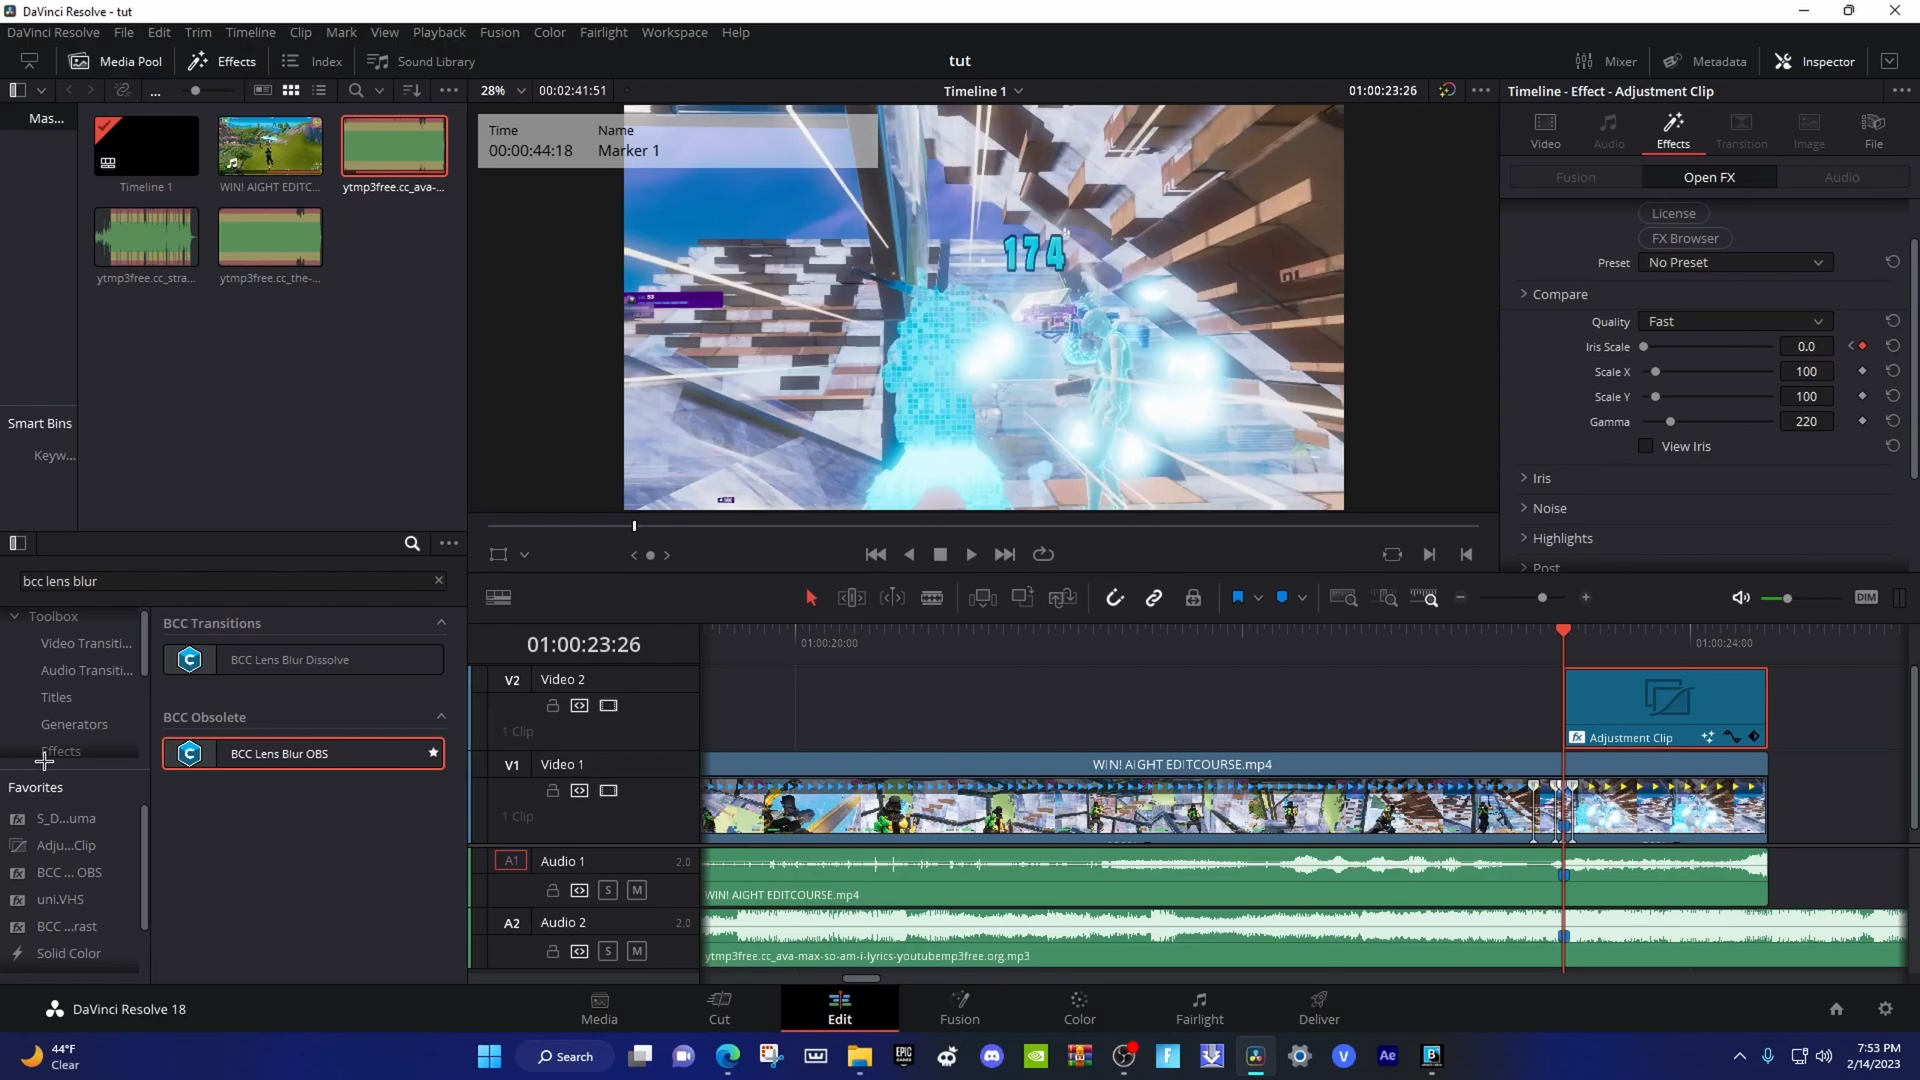 DaVinci Resolve - tut
DaVinci Resolve File Edit Trim Timeline Clip Mark View Playback Fusion Color Fairlight Workspace Help
Media Pool Effects Index Sound Library tut Mixer Metadata Inspector
... 28% 00:02:41:51 Timeline 1 01:00:23:26 Timeline - Effect - Adjustment Clip
Mas...
Time Name
00:00:44:18 Marker 1
Video Audio Effects Transition Image File
Fusion Open FX Audio
Timeline 1 WIN! AIGHT EDITC... ytmp3free.cc_ava-...
ytmp3free.cc_stra... ytmp3free.cc_the-...
174
License
FX Browser
Preset No Preset
Compare
Quality Fast
Iris Scale 0.0
Scale X 100
Scale Y 100
Gamma 220
View Iris
Iris
Noise
Highlights
Post
Smart Bins
Keyw...
bcc lens blur
Toolbox
Video Transiti...
Audio Transiti...
Titles
Generators
Effects
Favorites
S_D...uma
Adju...Clip
BCC ... OBS
uni.VHS
BCC ...rast
Solid Color
BCC Transitions
BCC Lens Blur Dissolve
BCC Obsolete
BCC Lens Blur OBS
DIM
01:00:23:26 01:00:20:00 01:00:24:00
V2 Video 2
1 Clip
Adjustment Clip
V1 Video 1
1 Clip
WIN! AIGHT EDITCOURSE.mp4
A1 Audio 1 2.0
S M
WIN! AIGHT EDITCOURSE.mp4
A2 Audio 2 2.0
S M
ytmp3free.cc_ava-max-so-am-i-lyrics-youtubemp3free.org.mp3
DaVinci Resolve 18
Media Cut Edit Fusion Color Fairlight Deliver
44°F
Clear
Search
EPIC GAMES
Ae
7:53 PM
2/14/2023